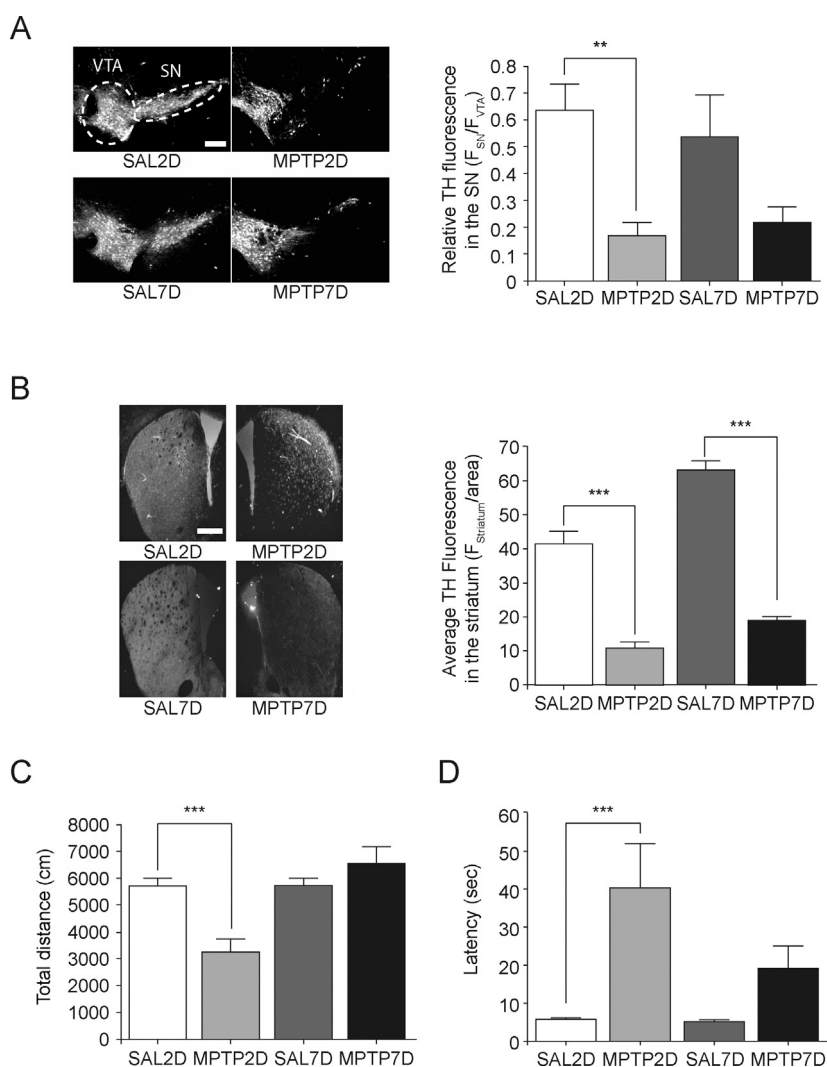 A
VTA
SN
SAL2D
MPTP2D
SAL7D
MPTP7D
Relative TH fluorescence
in the SN (F_SN/F_VTA)
0.8
0.7
0.6
0.5
0.4
0.3
0.2
0.1
0
**
SAL2D
MPTP2D
SAL7D
MPTP7D
B
SAL2D
MPTP2D
SAL7D
MPTP7D
Average TH Fluorescence
in the striatum (F_Striatum/area)
70
60
50
40
30
20
10
0
***
***
SAL2D
MPTP2D
SAL7D
MPTP7D
C
Total distance (cm)
8000
7000
6000
5000
4000
3000
2000
1000
0
***
SAL2D
MPTP2D
SAL7D
MPTP7D
D
Latency (sec)
60
50
40
30
20
10
0
***
SAL2D
MPTP2D
SAL7D
MPTP7D